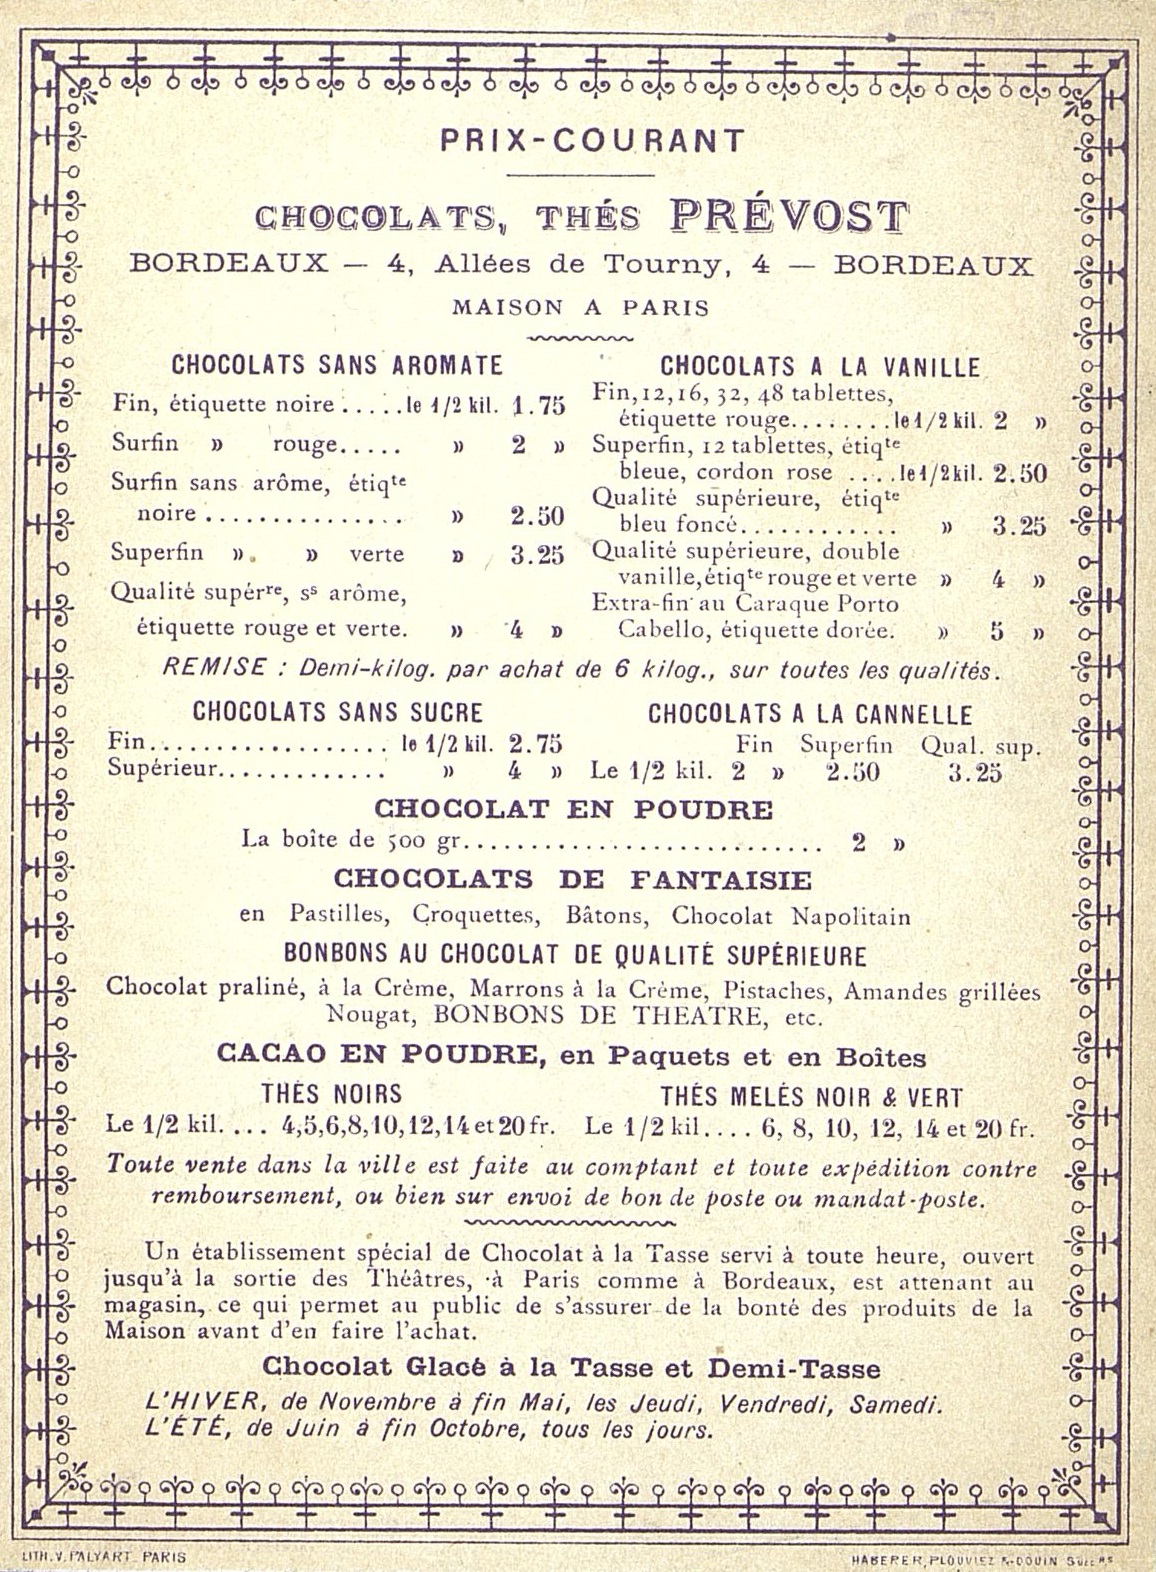 PRIX-COURANT
CHOCOLATS, THÉS PRÉVOST
BORDEAUX — 4, Allées de Tourny, 4 — BORDEAUX
MAISON A PARIS
CHOCOLATS SANS AROMATE
Fin, étiquette noire . . . . . le 1/2 kil. 1.75
Surfin » rouge. . . . . » 2 »
Surfin sans arôme, étiqte
noire . . . . . . . . . . . . . . . » 2.50
Superfin » » verte » 3.25
Qualité supérre, ss arôme,
étiquette rouge et verte. » 4 »
CHOCOLATS A LA VANILLE
Fin, 12, 16, 32, 48 tablettes,
étiquette rouge. . . . . . . . le 1/2 kil. 2 »
Superfin, 12 tablettes, étiqte
bleue, cordon rose . . . . le 1/2 kil. 2.50
Qualité supérieure, étiqte
bleu foncé. . . . . . . . . . . . » 3.25
Qualité supérieure, double
vanille, étiqte rouge et verte » 4 »
Extra-fin au Caraque Porto
Cabello, étiquette dorée. » 5 »
REMISE : Demi-kilog. par achat de 6 kilog., sur toutes les qualités.
CHOCOLATS SANS SUCRE
Fin. . . . . . . . . . . . . . . . . . le 1/2 kil. 2.75
Supérieur. . . . . . . . . . . . . » 4 »
CHOCOLATS A LA CANNELLE
Fin Superfin Qual. sup.
Le 1/2 kil. 2 » 2.50 3.25
CHOCOLAT EN POUDRE
La boîte de 500 gr. . . . . . . . . . . . . . . . . . . . . . . . . . . 2 »
CHOCOLATS DE FANTAISIE
en Pastilles, Croquettes, Bâtons, Chocolat Napolitain
BONBONS AU CHOCOLAT DE QUALITÉ SUPÉRIEURE
Chocolat praliné, à la Crème, Marrons à la Crème, Pistaches, Amandes grillées
Nougat, BONBONS DE THEATRE, etc.
CACAO EN POUDRE, en Paquets et en Boîtes
THÉS NOIRS
Le 1/2 kil. . . . 4,5,6,8,10,12,14 et 20 fr.
THÉS MELÉS NOIR & VERT
Le 1/2 kil. . . . 6, 8, 10, 12, 14 et 20 fr.
Toute vente dans la ville est faite au comptant et toute expédition contre
remboursement, ou bien sur envoi de bon de poste ou mandat-poste.
Un établissement spécial de Chocolat à la Tasse servi à toute heure, ouvert
jusqu'à la sortie des Théâtres, à Paris comme à Bordeaux, est attenant au
magasin, ce qui permet au public de s'assurer de la bonté des produits de la
Maison avant d'en faire l'achat.
Chocolat Glacé à la Tasse et Demi-Tasse
L'HIVER, de Novembre à fin Mai, les Jeudi, Vendredi, Samedi.
L'ÉTÉ, de Juin à fin Octobre, tous les jours.
LITH. V. PALYART PARIS
HABERER, PLOUVIEZ & DOUIN Succrs